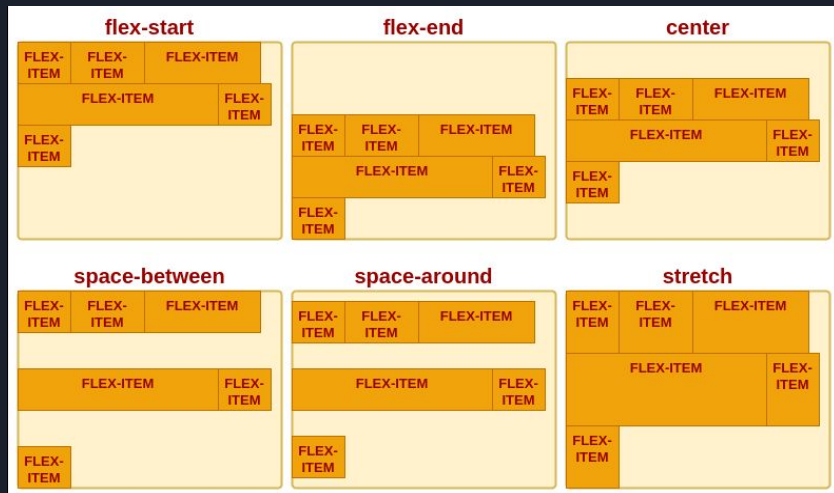 flex-start
FLEX-
ITEM
FLEX-
ITEM
FLEX-ITEM
FLEX-ITEM
FLEX-
ITEM
FLEX-
ITEM
flex-end
FLEX-
ITEM
FLEX-
ITEM
FLEX-ITEM
FLEX-ITEM
FLEX-
ITEM
FLEX-
ITEM
center
FLEX-
ITEM
FLEX-
ITEM
FLEX-ITEM
FLEX-ITEM
FLEX-
ITEM
FLEX-
ITEM
space-between
FLEX-
ITEM
FLEX-
ITEM
FLEX-ITEM
FLEX-ITEM
FLEX-
ITEM
FLEX-
ITEM
space-around
FLEX-
ITEM
FLEX-
ITEM
FLEX-ITEM
FLEX-ITEM
FLEX-
ITEM
FLEX-
ITEM
stretch
FLEX-
ITEM
FLEX-
ITEM
FLEX-ITEM
FLEX-ITEM
FLEX-
ITEM
FLEX-
ITEM